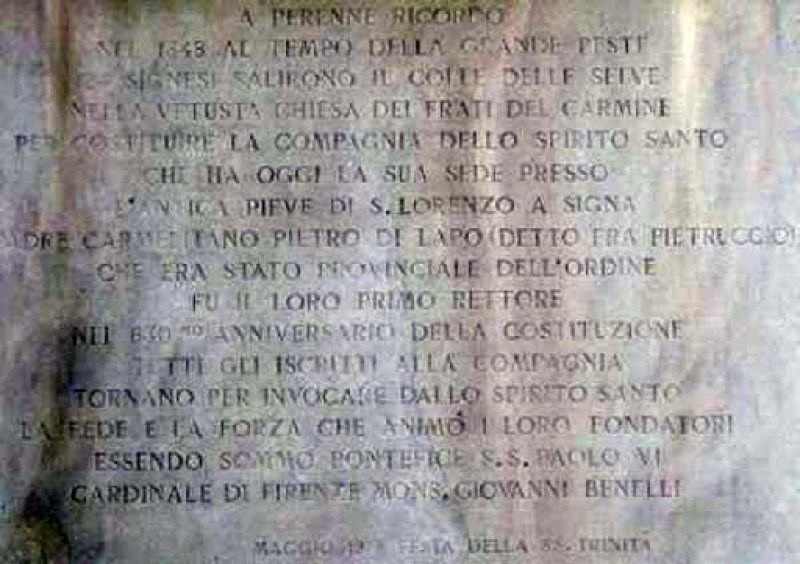 A PERENNE RICORDO
NEL 1348 AL TEMPO DELLA GRANDE PESTE
SIGNESI SALIRONO IL COLLE DELLE SELVE
NELLA VETUSTA CHIESA DEI FRATI DEL CARMINE
PER COSTITUIRE LA COMPAGNIA DELLO SPIRITO SANTO
CHE HA OGGI LA SUA SEDE PRESSO
L'ANTICA PIEVE DI S. LORENZO A SIGNA
PADRE CARMELITANO PIETRO DI LAPO (DETTO FRA PIETRUCCIO)
CHE ERA STATO PROVINCIALE DELL'ORDINE
FU IL LORO PRIMO RETTORE
NEL 630MO ANNIVERSARIO DELLA COSTITUZIONE
TUTTI GLI ISCRITTI ALLA COMPAGNIA
TORNANO PER INVOCARE DALLO SPIRITO SANTO
LA FEDE E LA FORZA CHE ANIMÒ I LORO FONDATORI
ESSENDO SOMMO PONTEFICE S.S. PAOLO VI
CARDINALE DI FIRENZE MONS. GIOVANNI BENELLI
MAGGIO 1978 FESTA DELLA SS. TRINITÀ